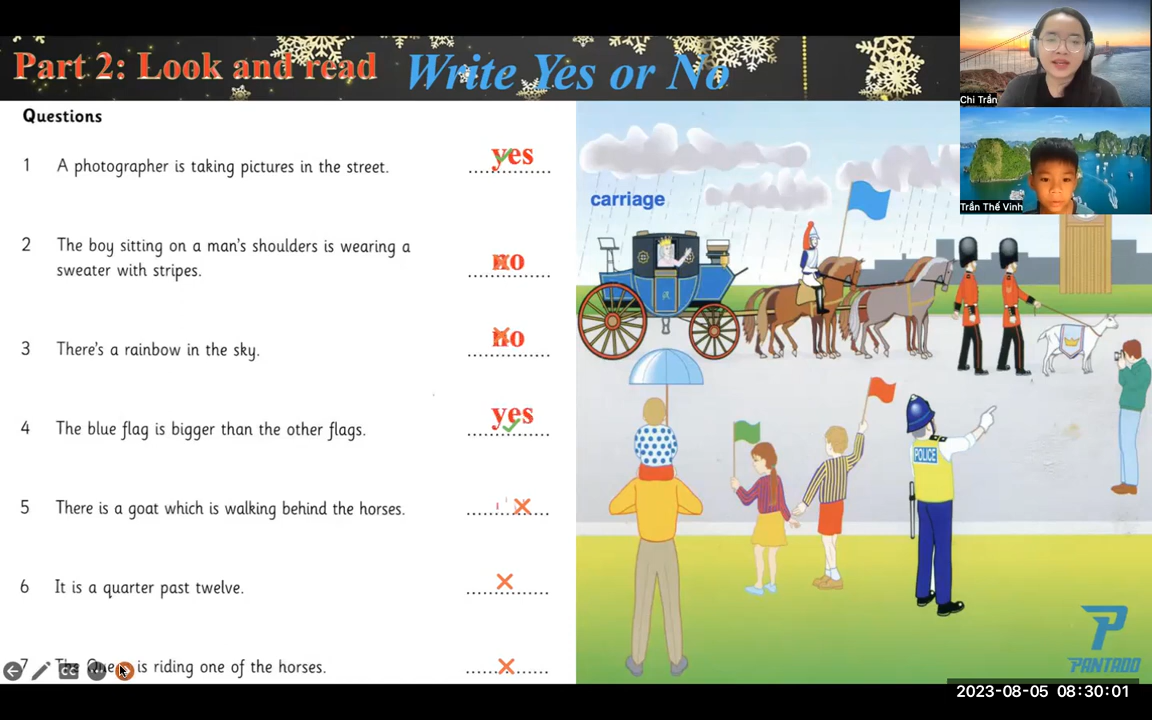 Part 2: Look and read Write Yes or No
Chi Trần
Questions
1 A photographer is taking pictures in the street. yes
carriage
Trần Thế Vinh
2 The boy sitting on a man's shoulders is wearing a
sweater with stripes. no
3 There's a rainbow in the sky. no
4 The blue flag is bigger than the other flags. yes
POLICE
5 There is a goat which is walking behind the horses.
6 It is a quarter past twelve.
7 The Queen is riding one of the horses.
CC
PANTADO
2023-08-05 08:30:01